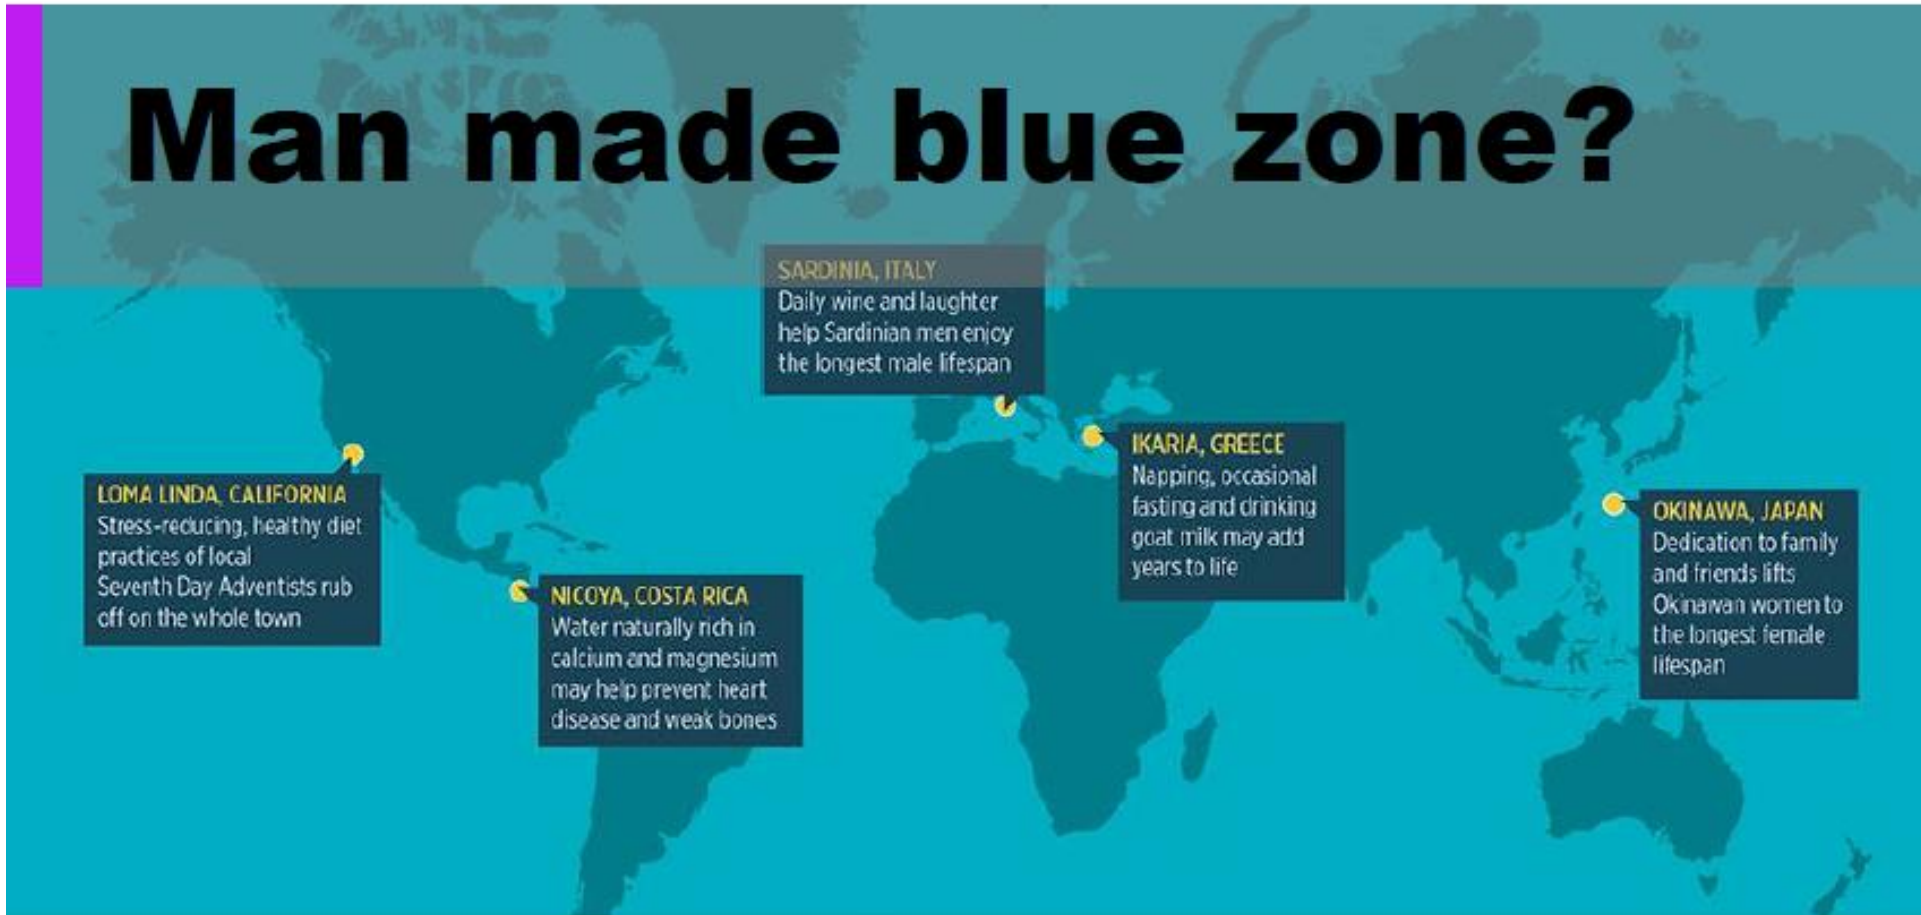 Man made blue zone?
SARDINIA, ITALY
Daily wine and laughter
help Sardinian men enjoy
the longest male lifespan
IKARIA, GREECE
Napping, occasional
fasting and drinking
goat milk may add
years to life
LOMA LINDA, CALIFORNIA
Stress-reducing, healthy diet
practices of local
Seventh Day Adventists rub
off on the whole town
OKINAWA, JAPAN
Dedication to family
and friends lifts
Okinawan women to
the longest female
lifespan
NICOYA, COSTA RICA
Water naturally rich in
calcium and magnesium
may help prevent heart
disease and weak bones